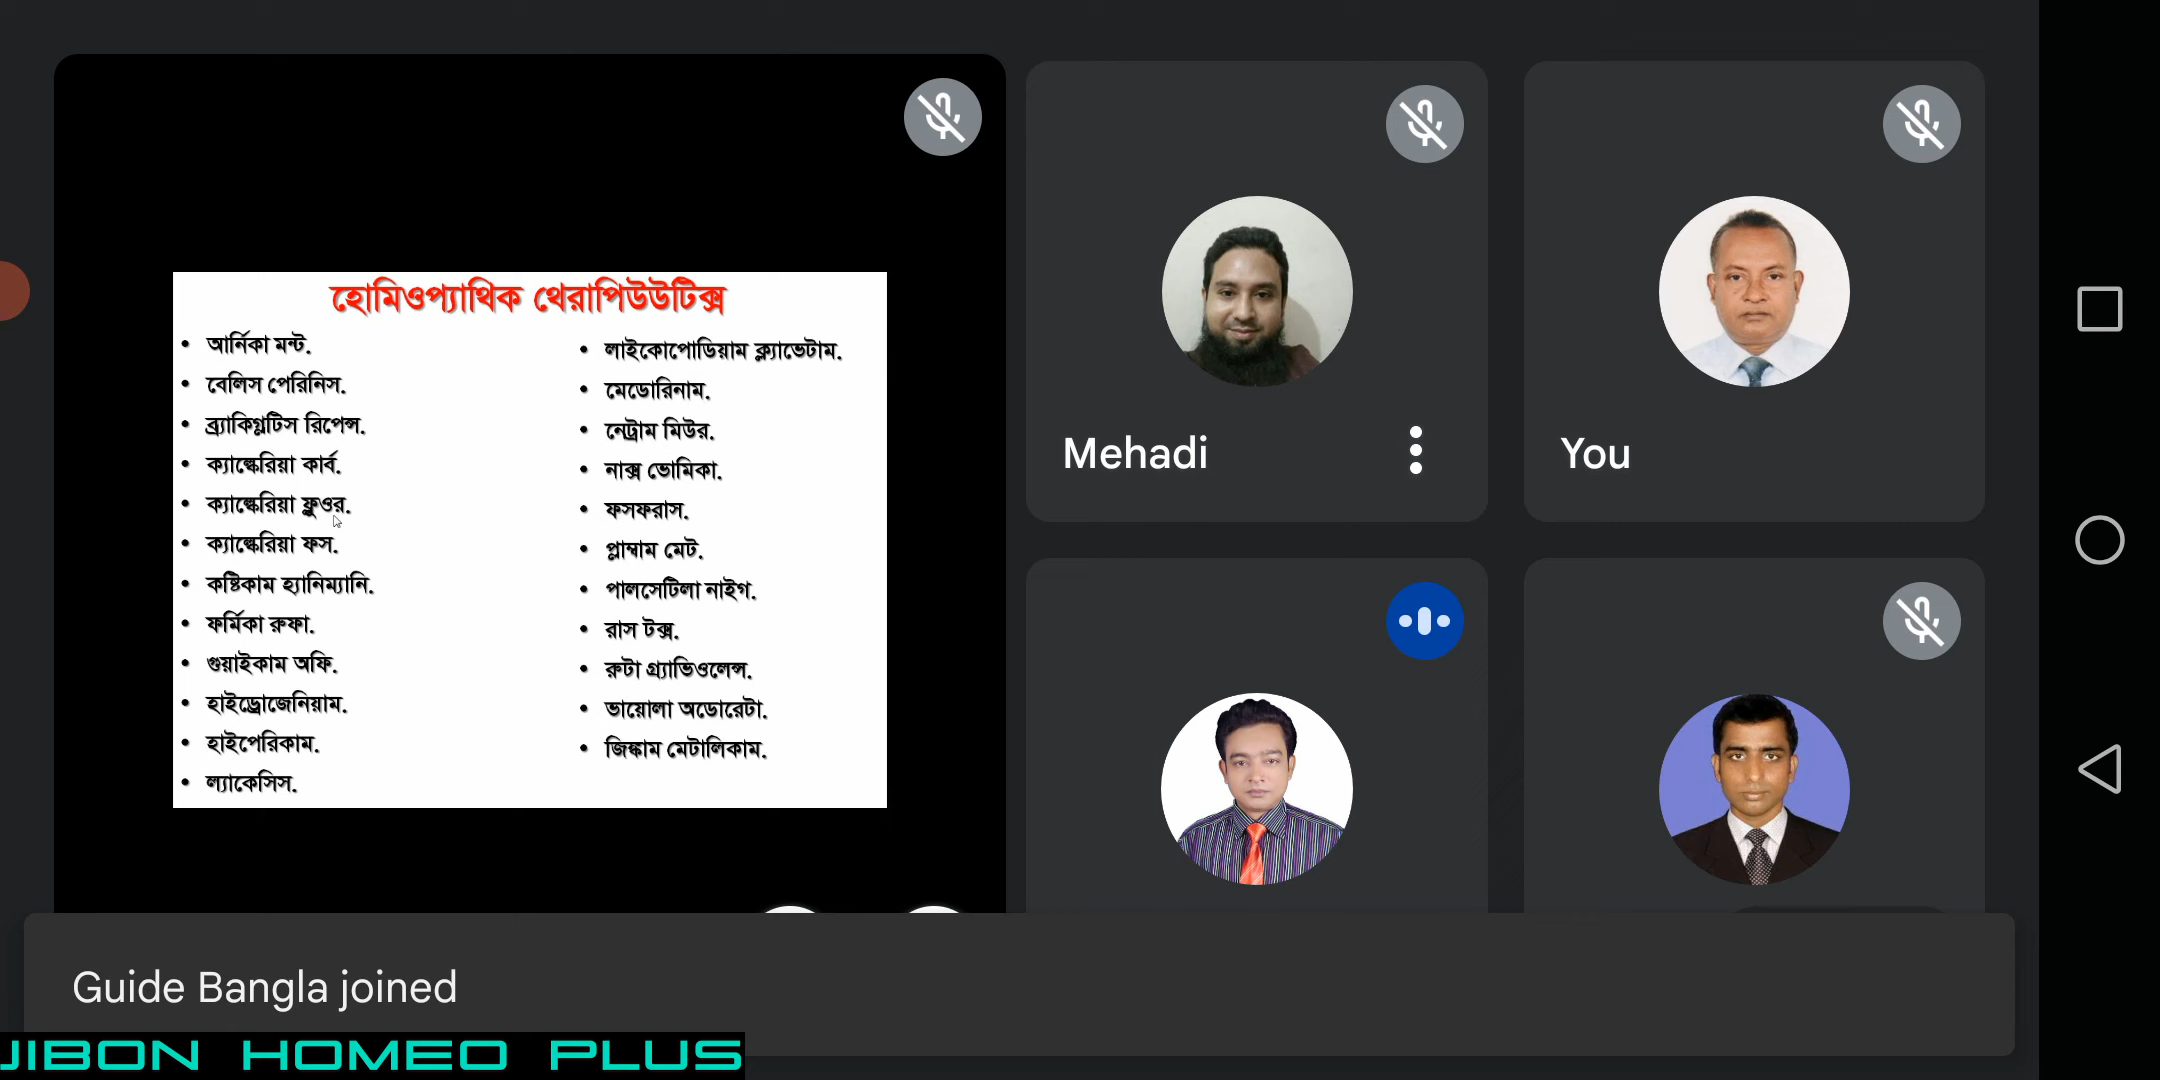 হোমিওপ্যাথিক থেরাপিউটিক্স
আর্নিকা মন্ট.
বেলিস পেরিনিস.
ব্র্যাকিগ্লটিস রিপেন্স.
ক্যাল্কেরিয়া কার্ব.
ক্যাল্কেরিয়া ফ্লুওর.
ক্যাল্কেরিয়া ফস.
কষ্টিকাম হ্যানিম্যানি.
ফর্মিকা রুফা.
গুয়াইকাম অফি.
হাইড্রোজেনিয়াম.
হাইপেরিকাম.
ল্যাকেসিস.
লাইকোপোডিয়াম ক্ল্যাভেটাম.
মেডোরিনাম.
নেট্রাম মিউর.
নাক্স ভোমিকা.
ফসফরাস.
প্লাম্বাম মেট.
পালসেটিলা নাইগ.
রাস টক্স.
রুটা গ্র্যাভিওলেন্স.
ভায়োলা অডোরেটা.
জিঙ্কাম মেটালিকাম.
Mehadi
You
Guide Bangla joined
JIBON HOMEO PLUS